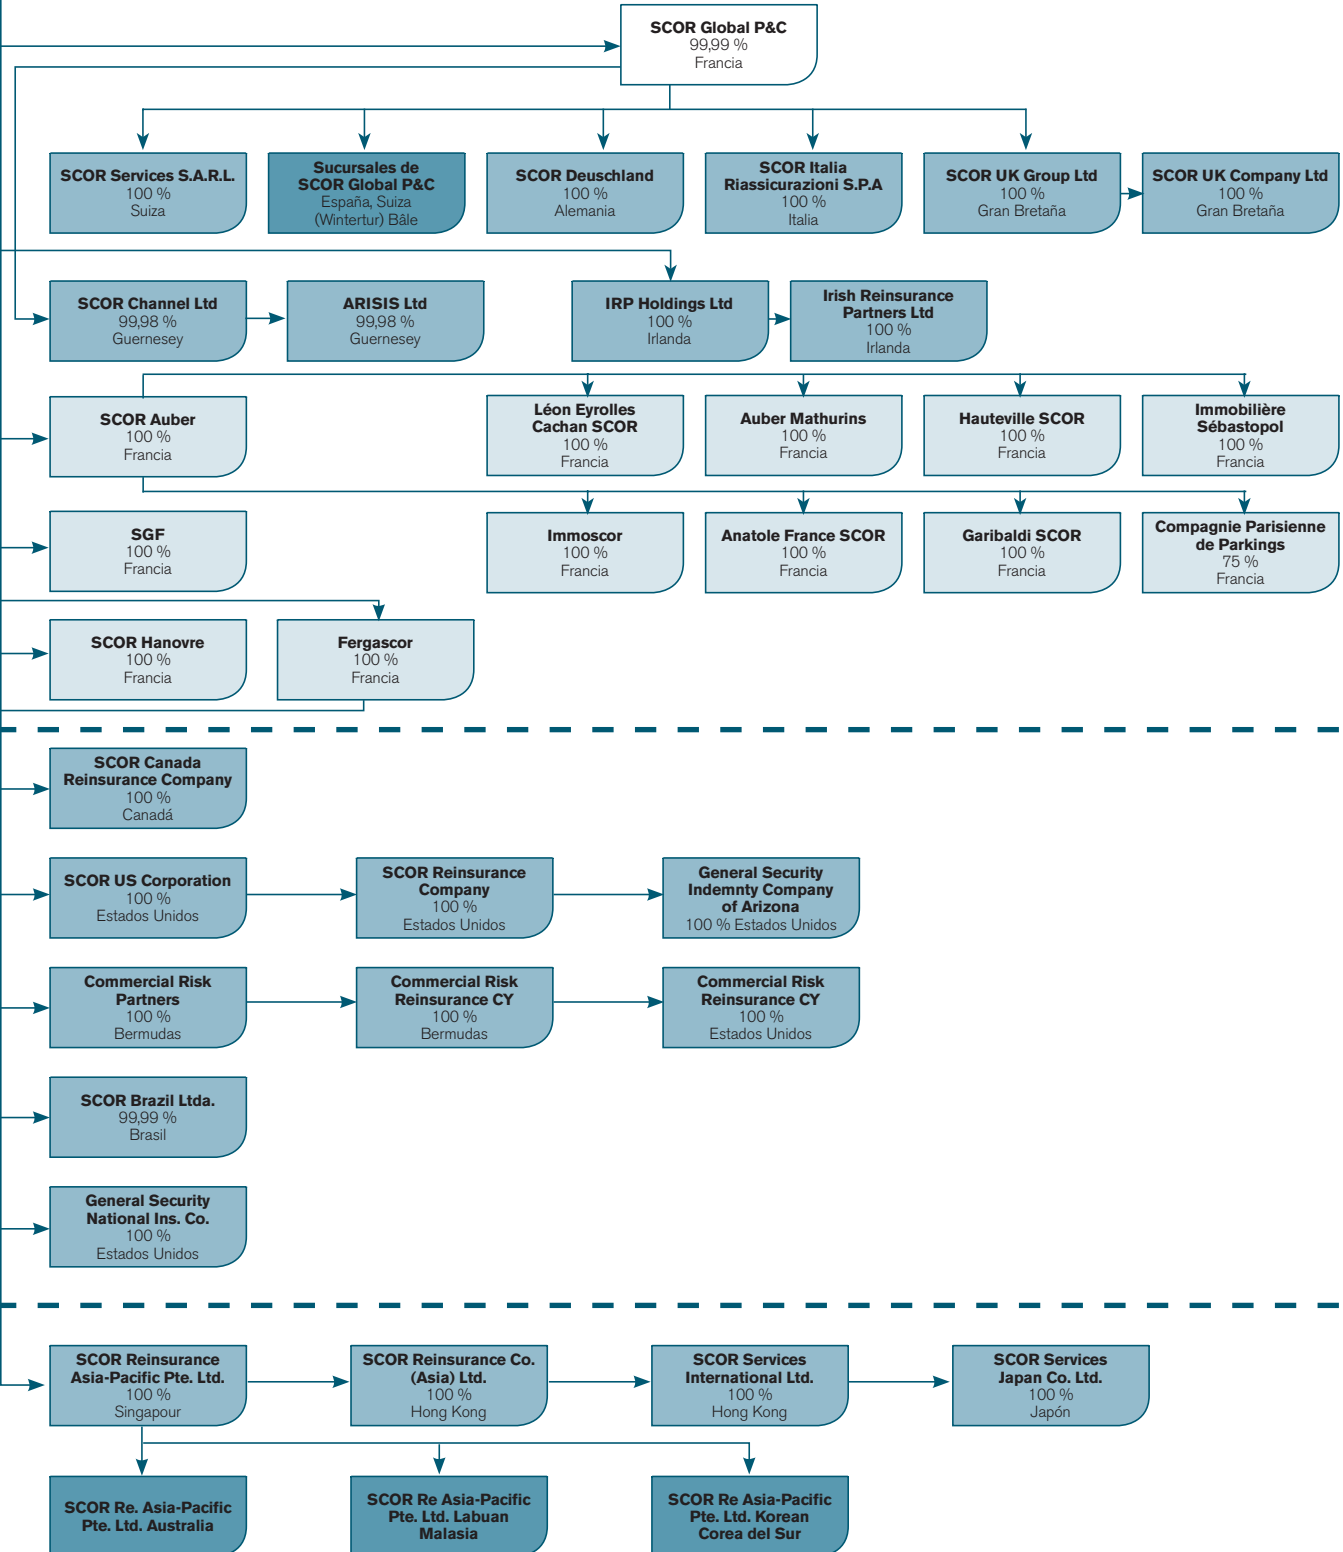 SCOR Global P&C
99,99 %
Francia
SCOR Services S.A.R.L.
100 %
Suiza
Sucursales de
SCOR Global P&C
España, Suiza
(Wintertur) Bâle
SCOR Deuschland
100 %
Alemania
SCOR Italia
Riassicurazioni S.P.A
100 %
Italia
SCOR UK Group Ltd
100 %
Gran Bretaña
SCOR UK Company Ltd
100 %
Gran Bretaña
SCOR Channel Ltd
99,98 %
Guernesey
ARISIS Ltd
99,98 %
Guernesey
IRP Holdings Ltd
100 %
Irlanda
Irish Reinsurance
Partners Ltd
100 %
Irlanda
SCOR Auber
100 %
Francia
Léon Eyrolles
Cachan SCOR
100 %
Francia
Auber Mathurins
100 %
Francia
Hauteville SCOR
100 %
Francia
Immobilière
Sébastopol
100 %
Francia
SGF
100 %
Francia
Immoscor
100 %
Francia
Anatole France SCOR
100 %
Francia
Garibaldi SCOR
100 %
Francia
Compagnie Parisienne
de Parkings
75 %
Francia
SCOR Hanovre
100 %
Francia
Fergascor
100 %
Francia
SCOR Canada
Reinsurance Company
100 %
Canadá
SCOR US Corporation
100 %
Estados Unidos
SCOR Reinsurance
Company
100 %
Estados Unidos
General Security
Indemnty Company
of Arizona
100 % Estados Unidos
Commercial Risk
Partners
100 %
Bermudas
Commercial Risk
Reinsurance CY
100 %
Bermudas
Commercial Risk
Reinsurance CY
100 %
Estados Unidos
SCOR Brazil Ltda.
99,99 %
Brasil
General Security
National Ins. Co.
100 %
Estados Unidos
SCOR Reinsurance
Asia-Pacific Pte. Ltd.
100 %
Singapour
SCOR Reinsurance Co.
(Asia) Ltd.
100 %
Hong Kong
SCOR Services
International Ltd.
100 %
Hong Kong
SCOR Services
Japan Co. Ltd.
100 %
Japón
SCOR Re. Asia-Pacific
Pte. Ltd. Australia
SCOR Re Asia-Pacific
Pte. Ltd. Labuan
Malasia
SCOR Re Asia-Pacific
Pte. Ltd. Korean
Corea del Sur